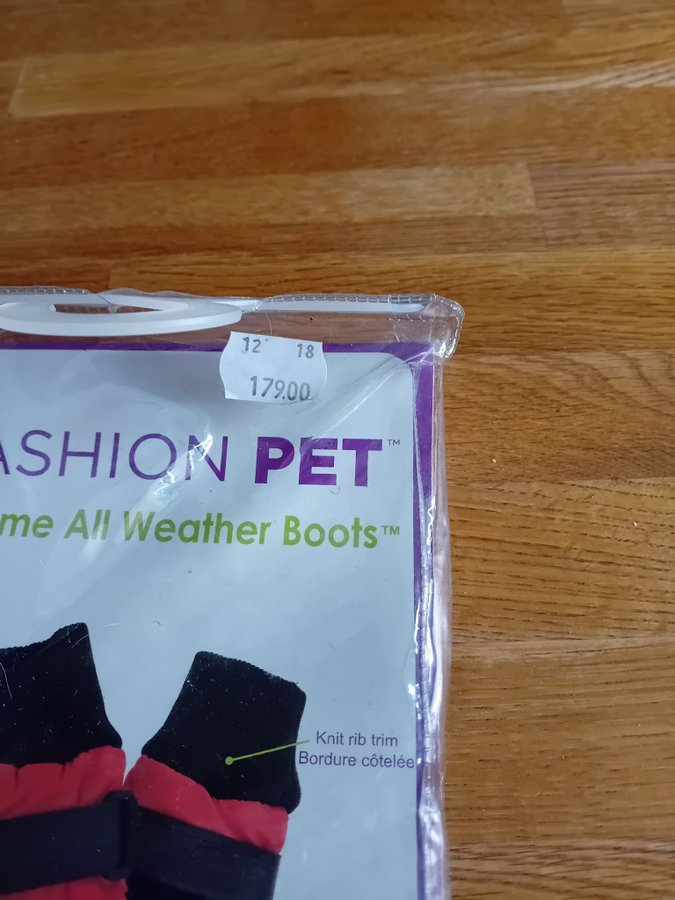 12 18
179.00
ASHION PET™
me All Weather Boots™
Knit rib trim
Bordure côtelée